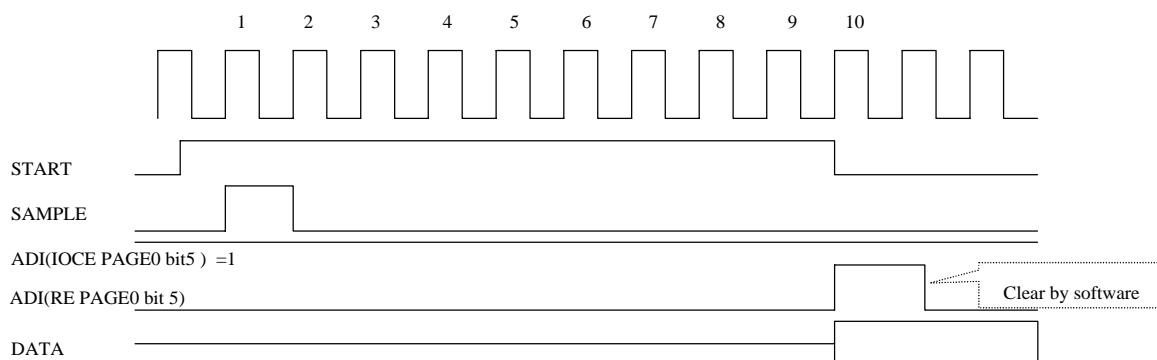 1 2 3 4 5 6 7 8 9 10
START
SAMPLE
ADI(IOCE PAGE0 bit5 ) =1
ADI(RE PAGE0 bit 5)
Clear by software
DATA